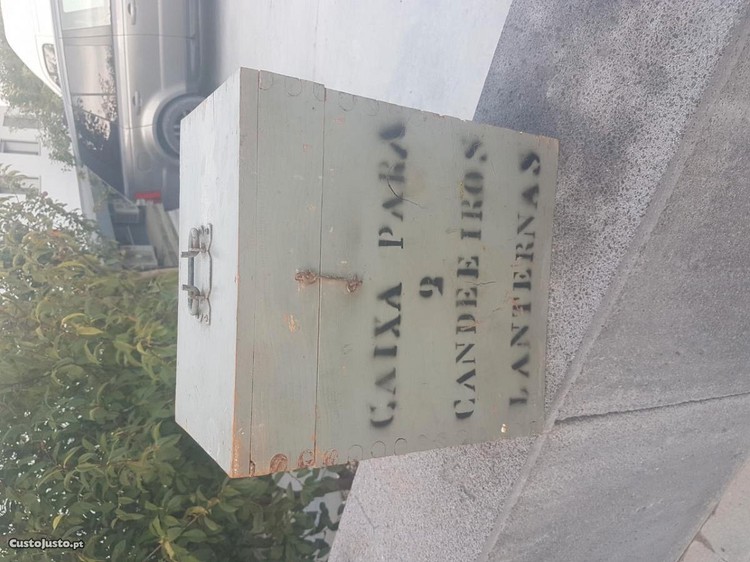 CAIXA PARA
2
CANDEEIROS
LANTERNAS
CustoJusto.pt